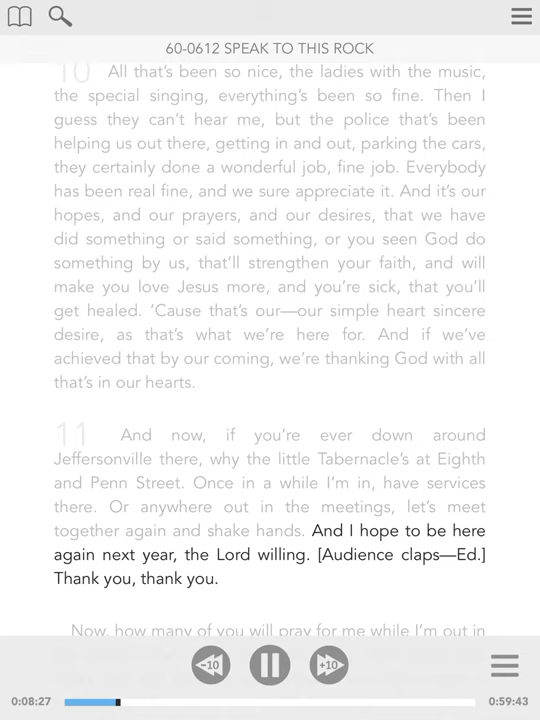 60-0612 SPEAK TO THIS ROCK
10 All that’s been so nice, the ladies with the music,
the special singing, everything’s been so fine. Then I
guess they can’t hear me, but the police that’s been
helping us out there, getting in and out, parking the cars,
they certainly done a wonderful job, fine job. Everybody
has been real fine, and we sure appreciate it. And it’s our
hopes, and our prayers, and our desires, that we have
did something or said something, or you seen God do
something by us, that’ll strengthen your faith, and will
make you love Jesus more, and you’re sick, that you’ll
get healed. ’Cause that’s our—our simple heart sincere
desire, as that’s what we’re here for. And if we’ve
achieved that by our coming, we’re thanking God with all
that’s in our hearts.
11 And now, if you’re ever down around
Jeffersonville there, why the little Tabernacle’s at Eighth
and Penn Street. Once in a while I’m in, have services
there. Or anywhere out in the meetings, let’s meet
together again and shake hands. And I hope to be here
again next year, the Lord willing. [Audience claps—Ed.]
Thank you, thank you.
Now, how many of you will pray for me while I’m out in
-10 +10
0:08:27 0:59:43